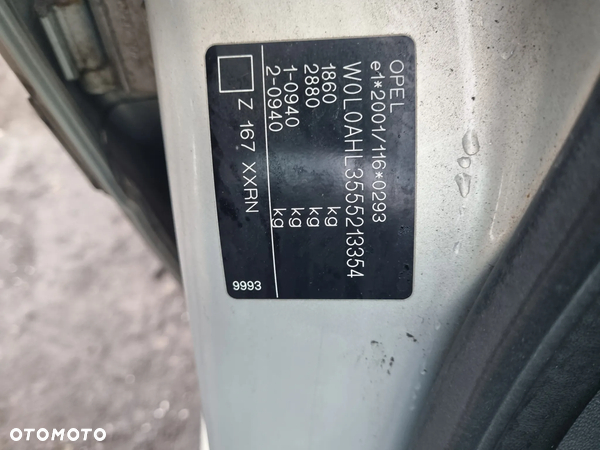 OPEL
e1*2001/116*0293
W0L0AHL3555213354
1860 kg
2880 kg
1-0940 kg
2-0940 kg
Z 167 XXRN
9993
OTOMOTO